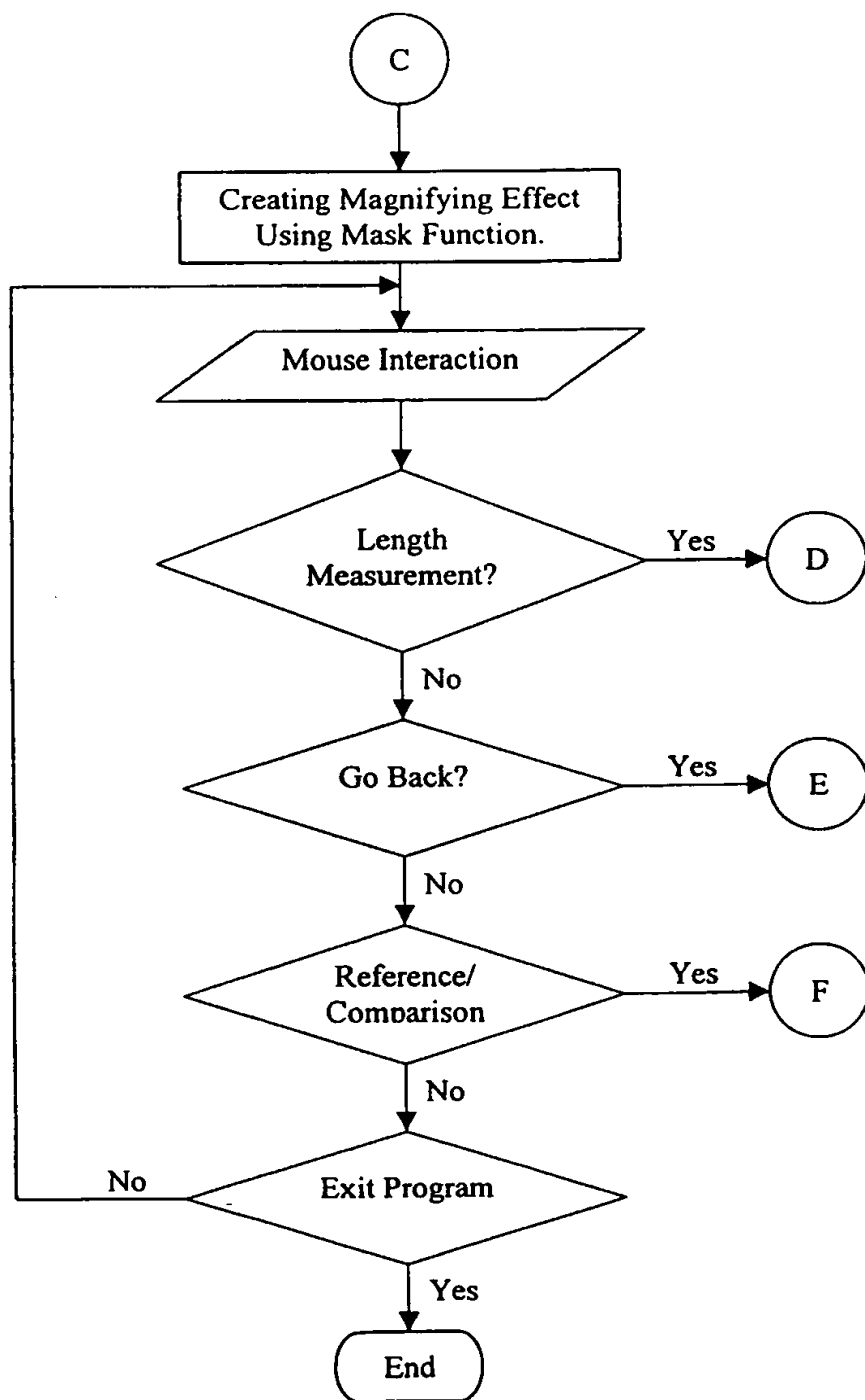 C
Creating Magnifying Effect
Using Mask Function.
Mouse Interaction
Length
Measurement?
Yes
D
No
Go Back?
Yes
E
No
Reference/
Comparison
Yes
F
No
Exit Program
No
Yes
End